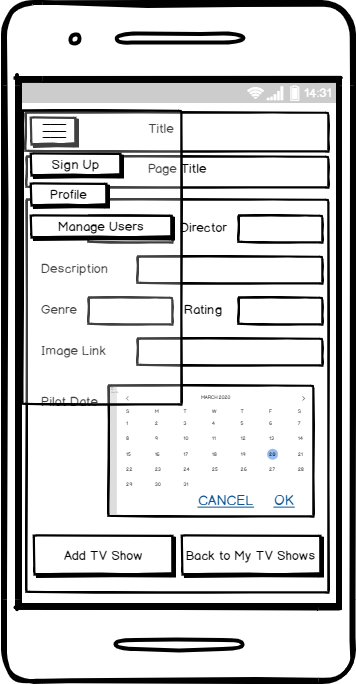 14:31
Title
Sign Up
Page Title
Profile
Manage Users
Director
Description
Genre
Rating
Image Link
Pilot Date
MARCH 2020
S M T W T F S
1 2 3 4 5 6 7
8 9 10 11 12 13 14
15 16 17 18 19 20 21
22 23 24 25 26 27 28
29 30 31
CANCEL OK
Add TV Show
Back to My TV Shows